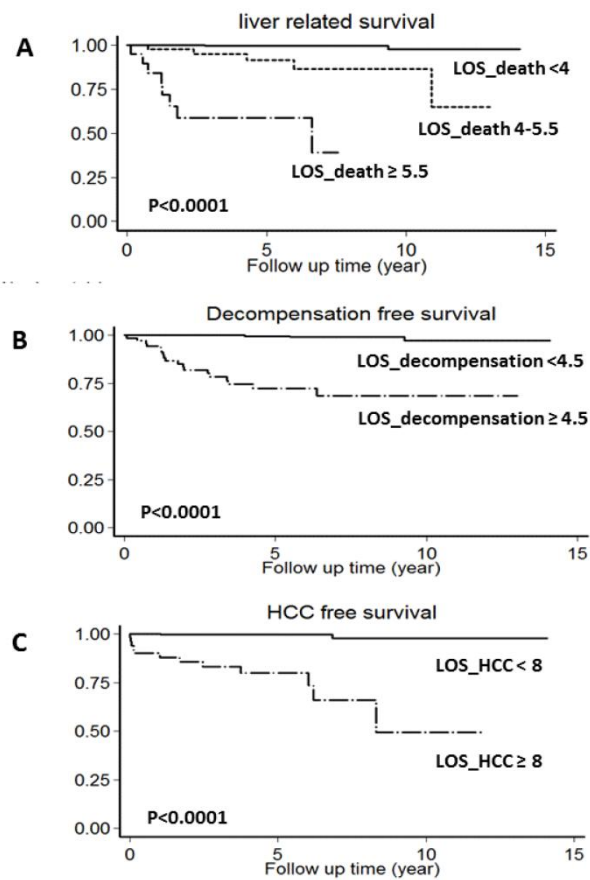 liver related survival
A
1.00
LOS_death <4
0.75
LOS_death 4-5.5
0.50
LOS_death ≥ 5.5
0.25
P<0.0001
0.00
0 5 10 15
Follow up time (year)
Decompensation free survival
B
1.00
LOS_decompensation <4.5
0.75
LOS_decompensation ≥ 4.5
0.50
0.25
P<0.0001
0.00
0 5 10 15
Follow up time (year)
HCC free survival
C
1.00
LOS_HCC < 8
0.75
0.50
LOS_HCC ≥ 8
0.25
P<0.0001
0.00
0 5 10 15
Follow up time (year)